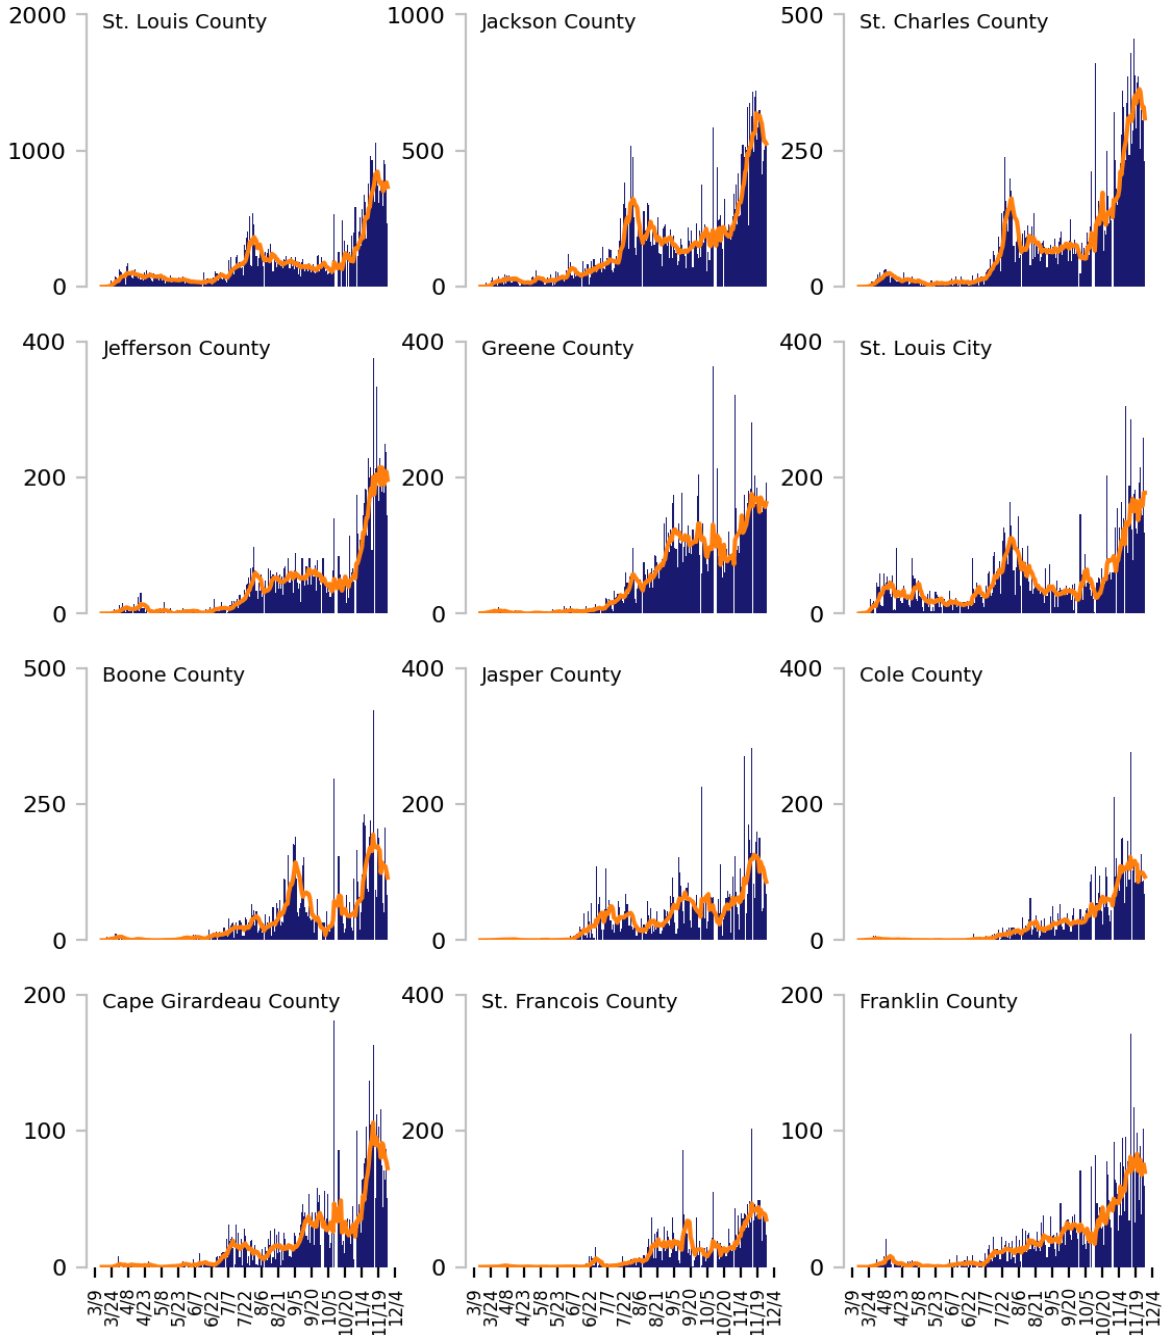 2000
St. Louis County
1000
Jackson County
500
St. Charles County
1000
500
250
0
0
0
400
Jefferson County
400
Greene County
400
St. Louis City
200
200
200
0
0
0
500
Boone County
400
Jasper County
400
Cole County
250
200
200
0
0
0
200
Cape Girardeau County
400
St. Francois County
200
Franklin County
100
200
100
0
0
0
3/9 3/24 4/8 4/23 5/8 5/23 6/7 6/22 7/7 7/22 8/6 8/21 9/5 9/20 10/5 10/20 11/4 11/19 12/4
3/9 3/24 4/8 4/23 5/8 5/23 6/7 6/22 7/7 7/22 8/6 8/21 9/5 9/20 10/5 10/20 11/4 11/19 12/4
3/9 3/24 4/8 4/23 5/8 5/23 6/7 6/22 7/7 7/22 8/6 8/21 9/5 9/20 10/5 10/20 11/4 11/19 12/4